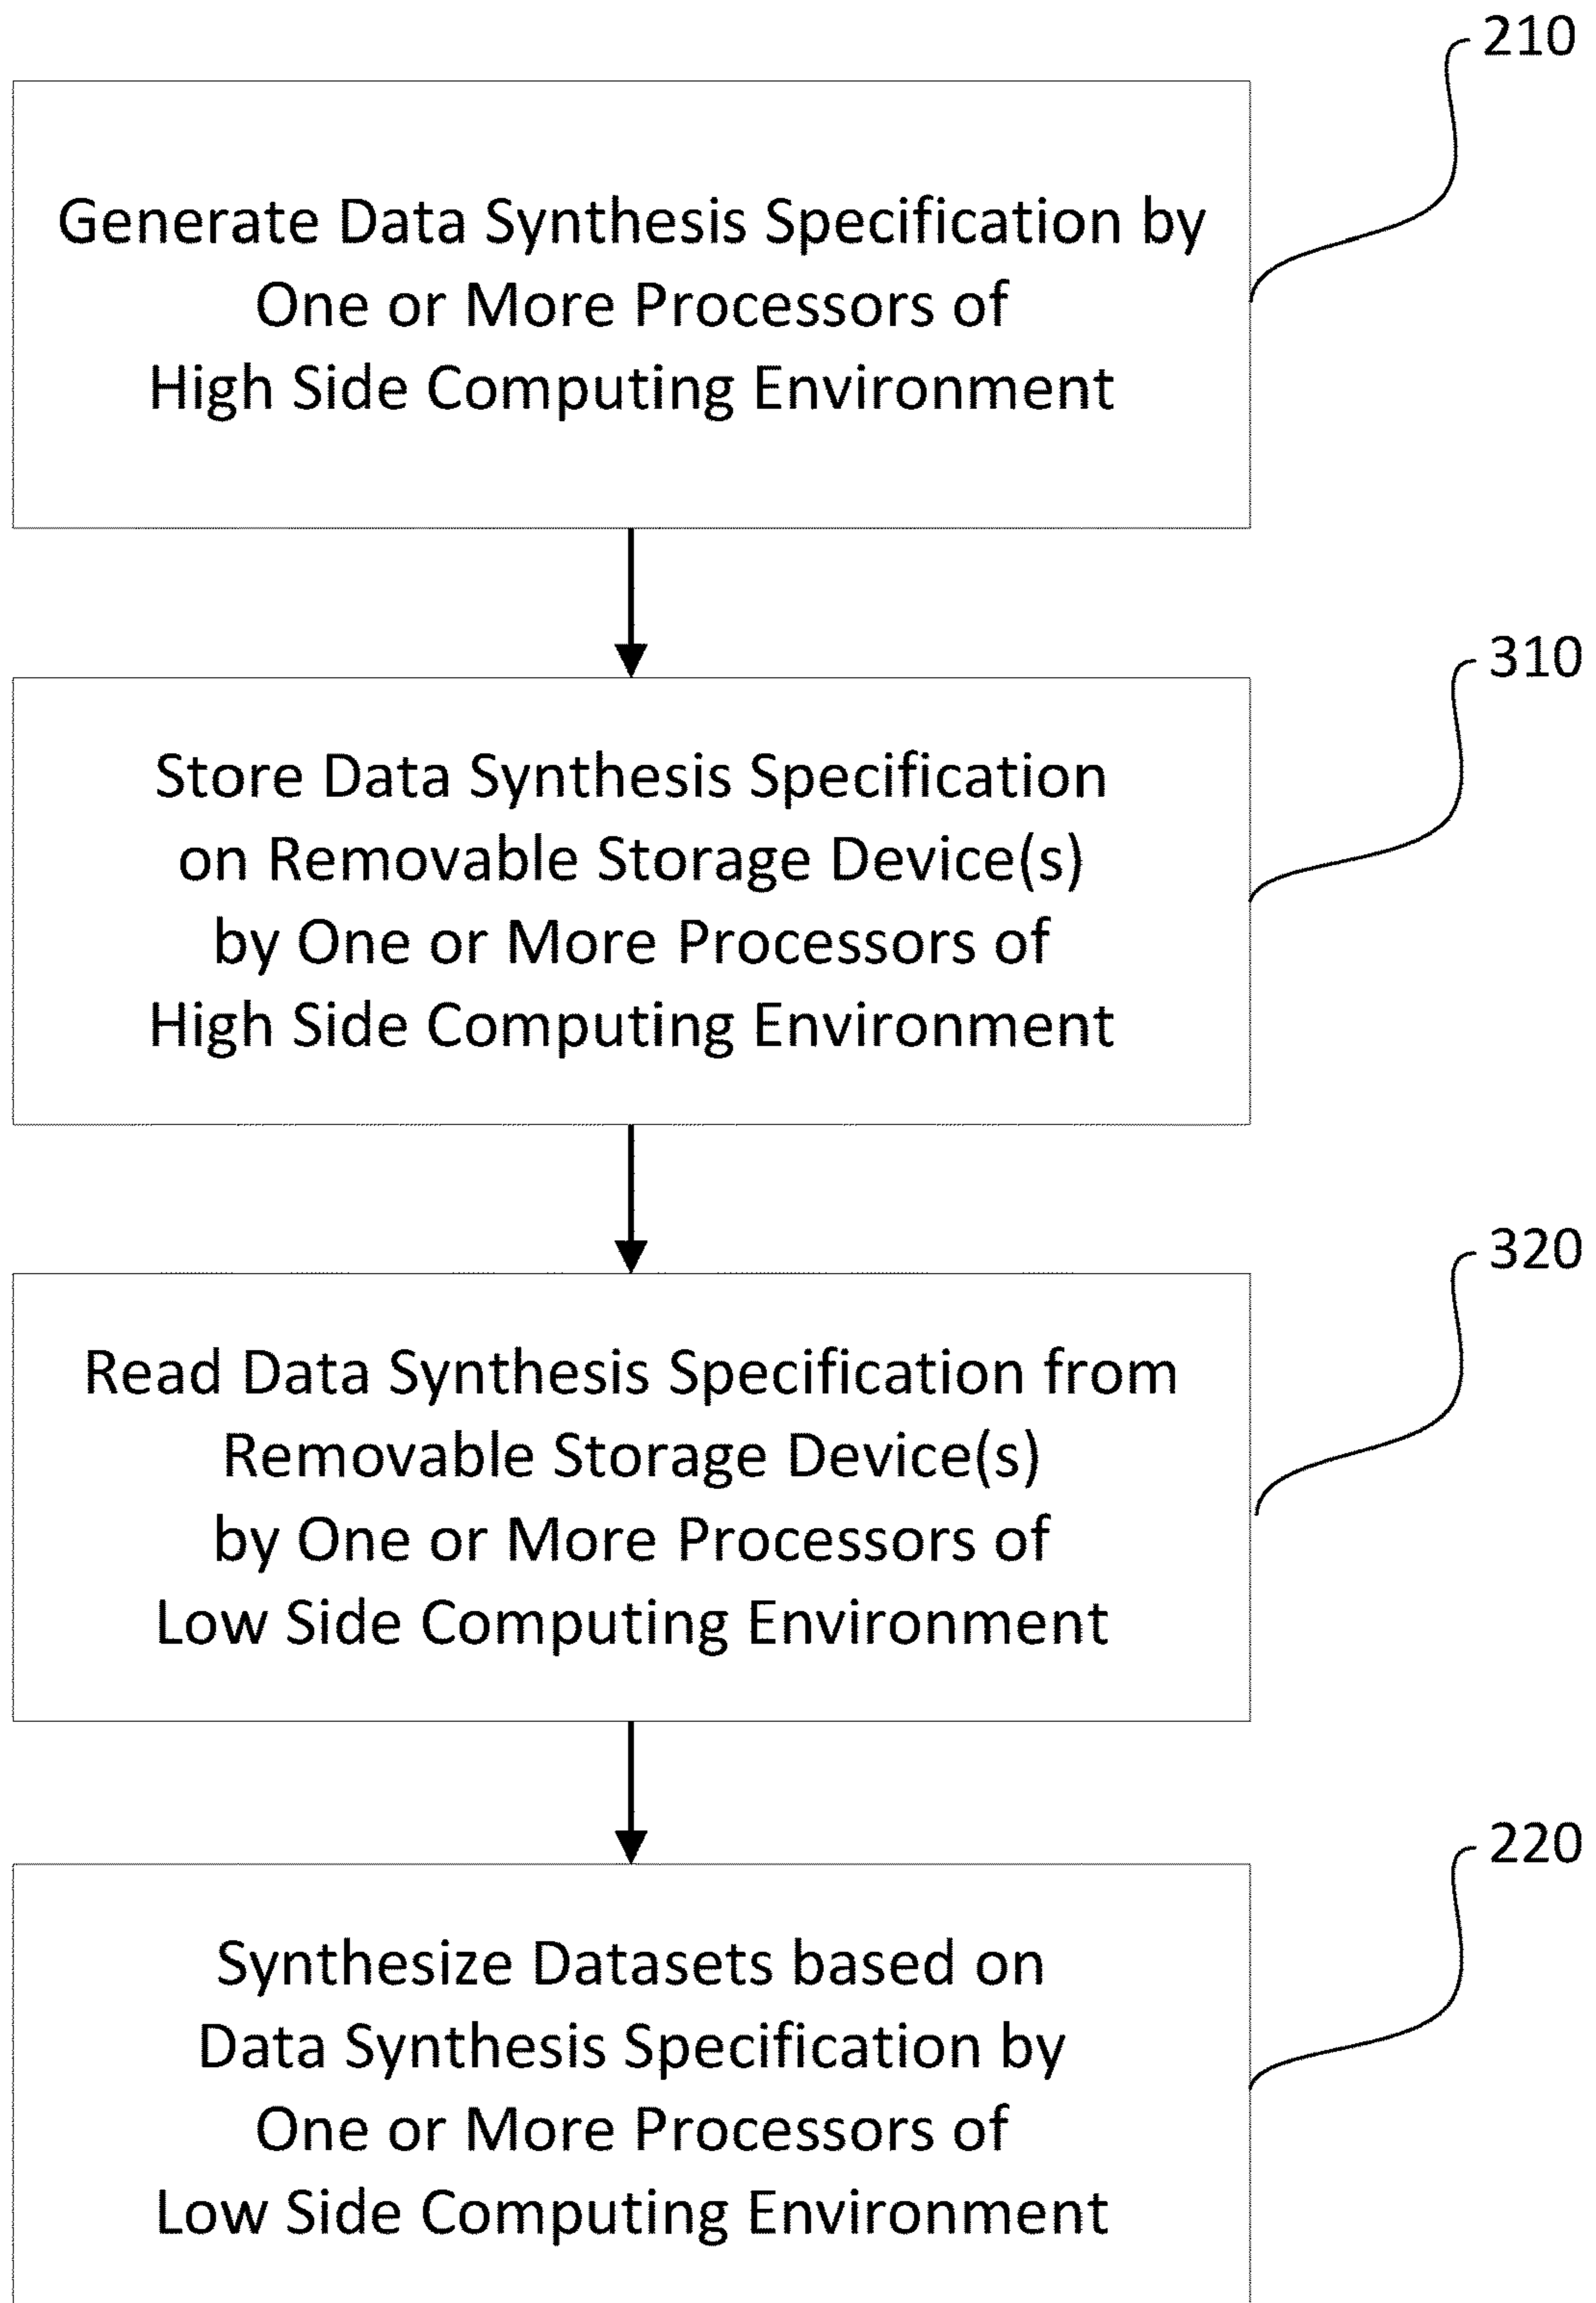 210
Generate Data Synthesis Specification by
One or More Processors of
High Side Computing Environment
310
Store Data Synthesis Specification
on Removable Storage Device(s)
by One or More Processors of
High Side Computing Environment
320
Read Data Synthesis Specification from
Removable Storage Device(s)
by One or More Processors of
Low Side Computing Environment
220
Synthesize Datasets based on
Data Synthesis Specification by
One or More Processors of
Low Side Computing Environment